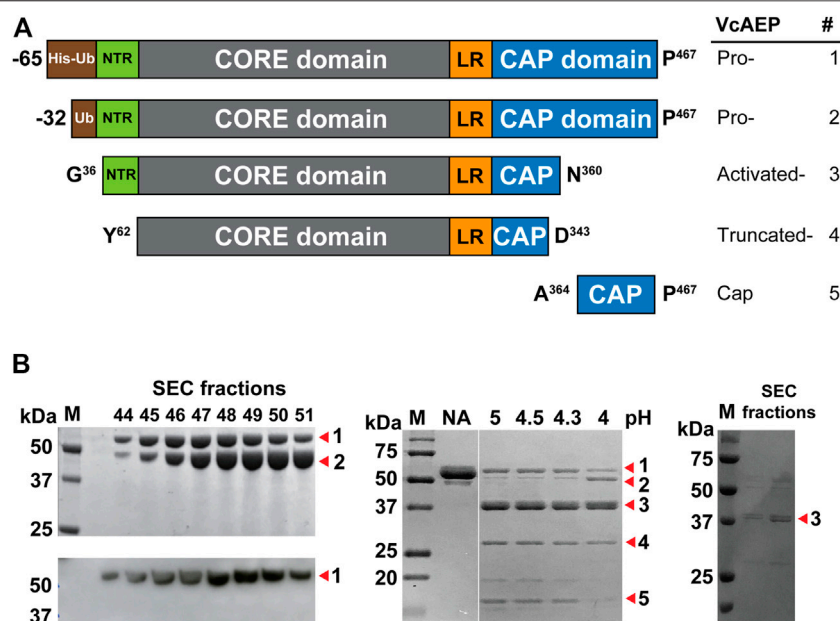 A
VcAEP #
-65 His-Ub NTR CORE domain LR CAP domain P467 Pro- 1
-32 Ub NTR CORE domain LR CAP domain P467 Pro- 2
G36 NTR CORE domain LR CAP N360 Activated- 3
Y62 CORE domain LR CAP D343 Truncated- 4
A364 CAP P467 Cap 5
B
SEC fractions
kDa M 44 45 46 47 48 49 50 51
50 1
2
37
25
50 1
37
kDa M NA 5 4.5 4.3 4 pH
75
1
50 2
37 3
25 4
20
5
SEC
M fractions
kDa
75
50
37 3
25